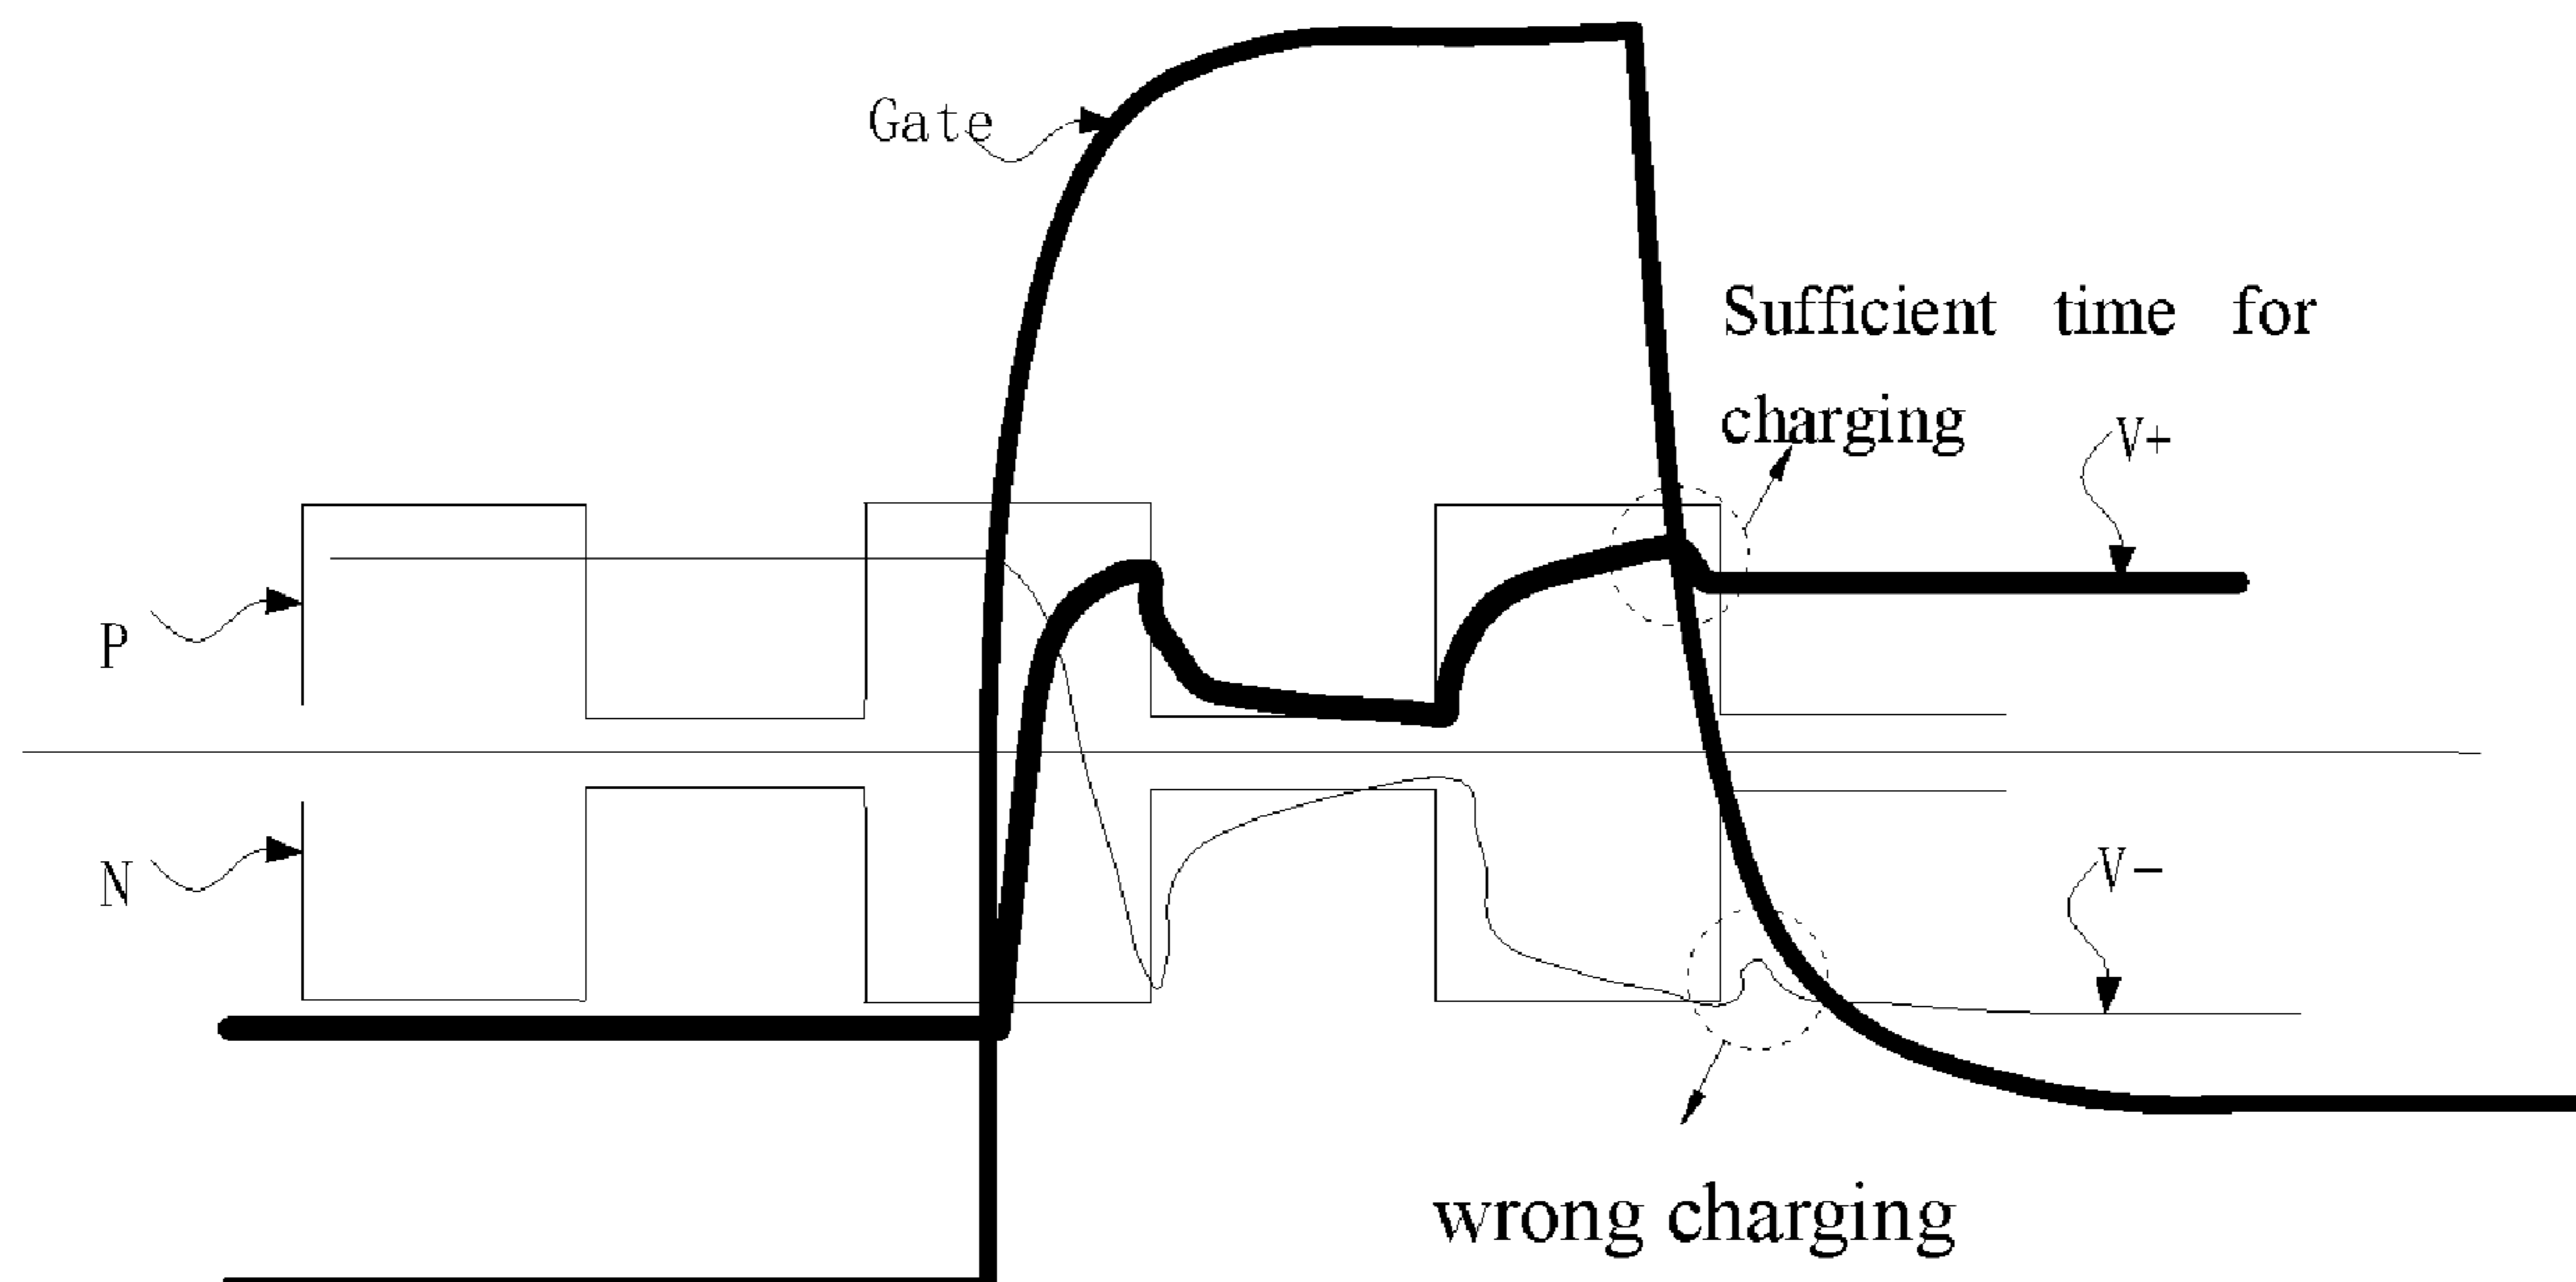 Gate
Sufficient time for
charging
V+
P
N
V-
wrong charging